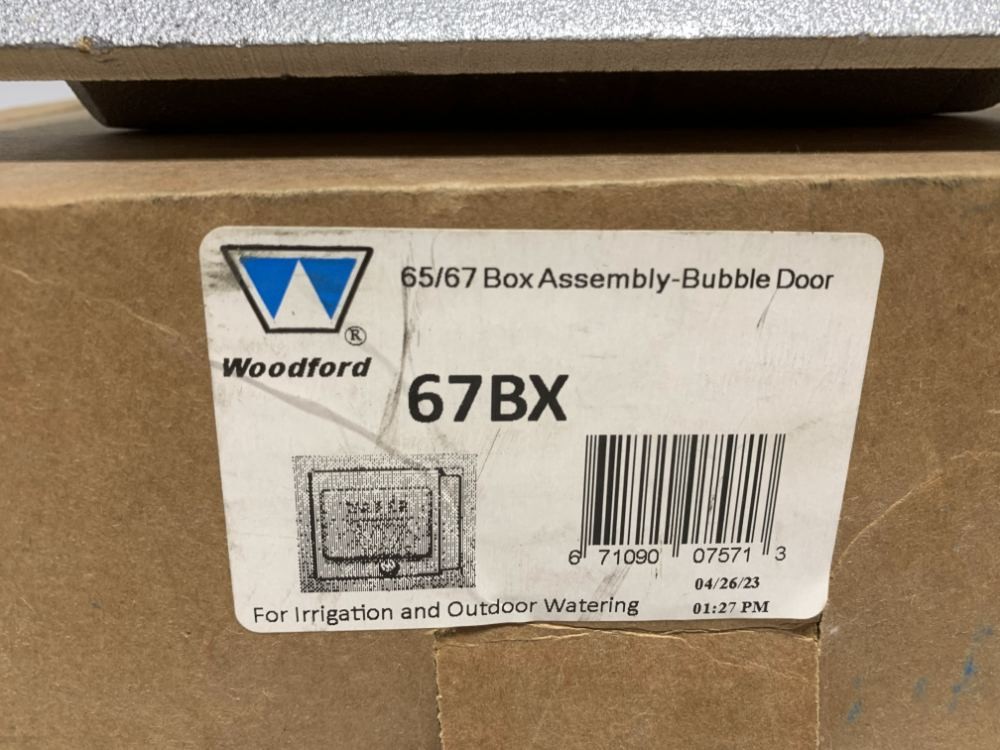 65/67 Box Assembly-Bubble Door
®
Woodford
67BX
6 71090 07571 3
04/26/23
For Irrigation and Outdoor Watering
01:27 PM